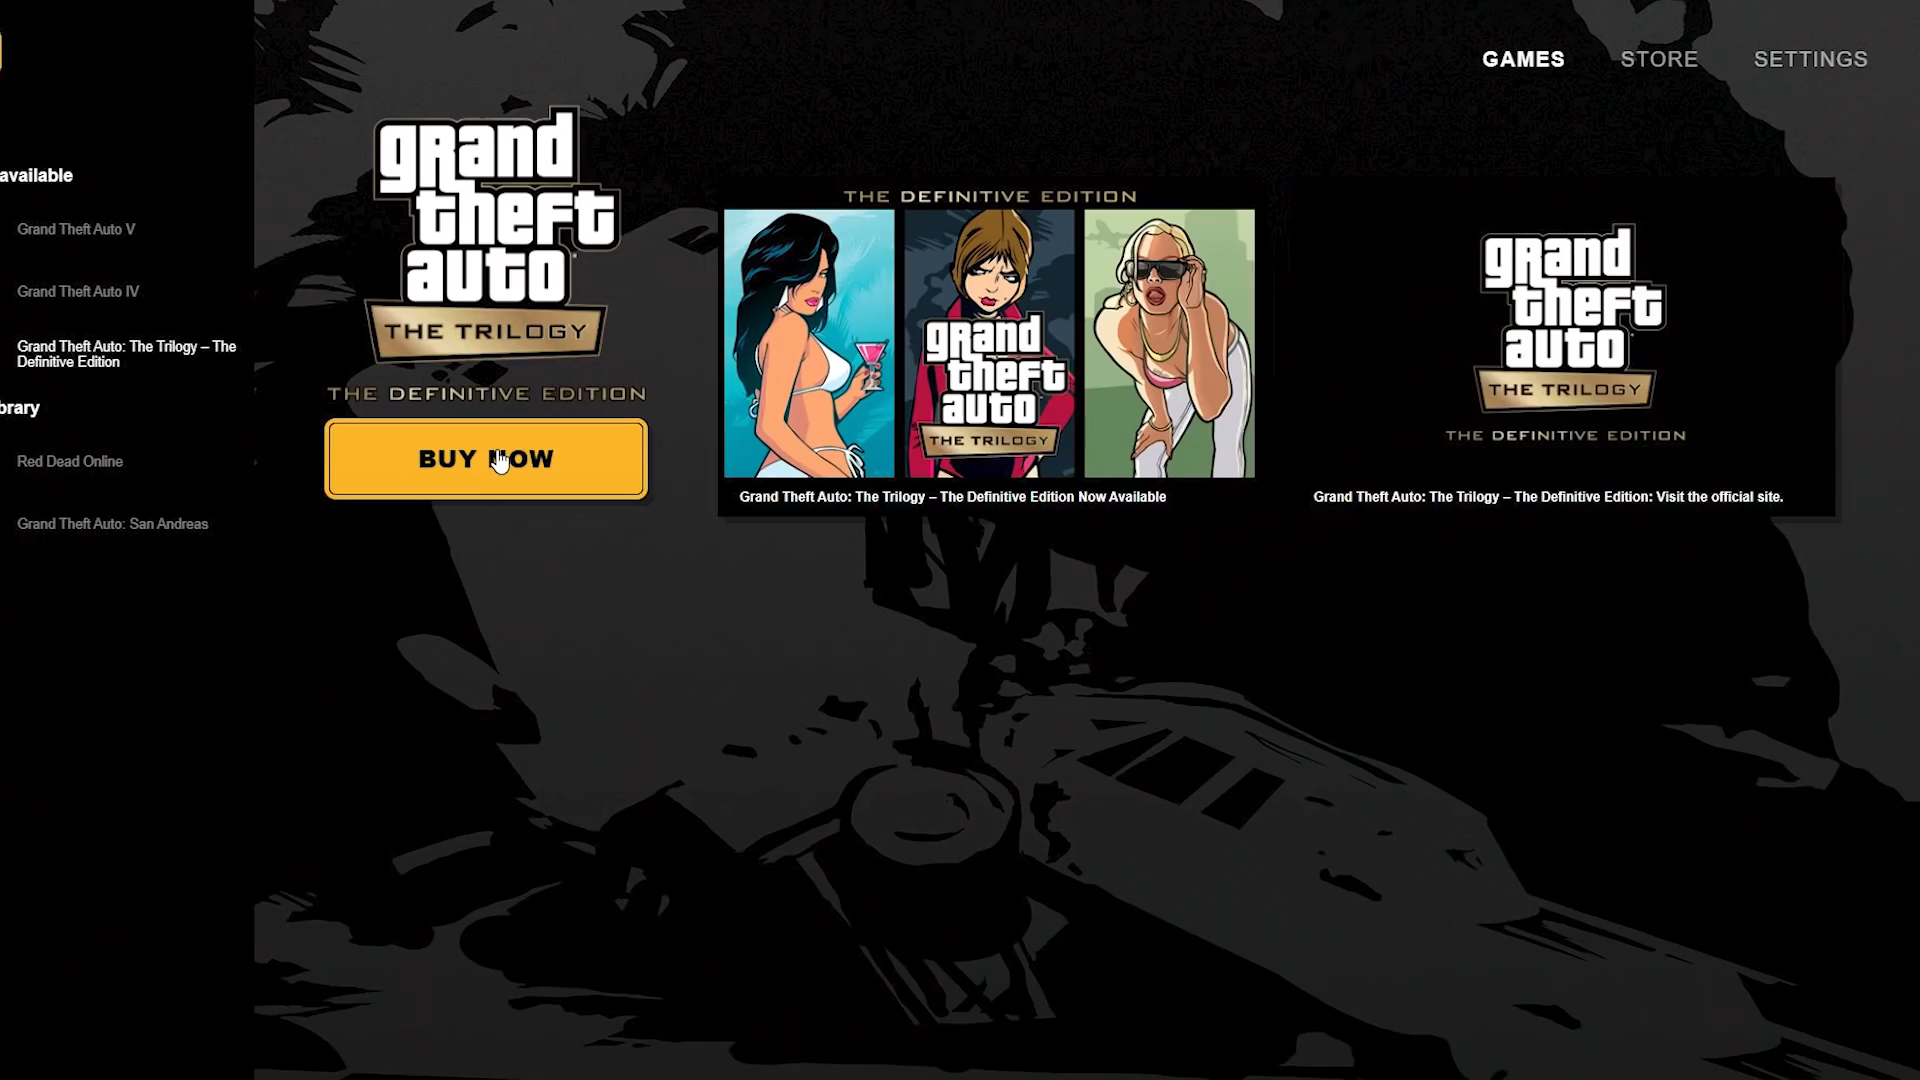 GAMES
STORE
SETTINGS
available
Grand Theft Auto V
Grand Theft Auto IV
Grand Theft Auto: The Trilogy – The
Definitive Edition
brary
Red Dead Online
Grand Theft Auto: San Andreas
grand
theft
auto
THE TRILOGY
THE DEFINITIVE EDITION
BUY NOW
THE DEFINITIVE EDITION
grand
theft
auto
THE TRILOGY
Grand Theft Auto: The Trilogy – The Definitive Edition Now Available
grand
theft
auto
THE TRILOGY
THE DEFINITIVE EDITION
Grand Theft Auto: The Trilogy – The Definitive Edition: Visit the official site.